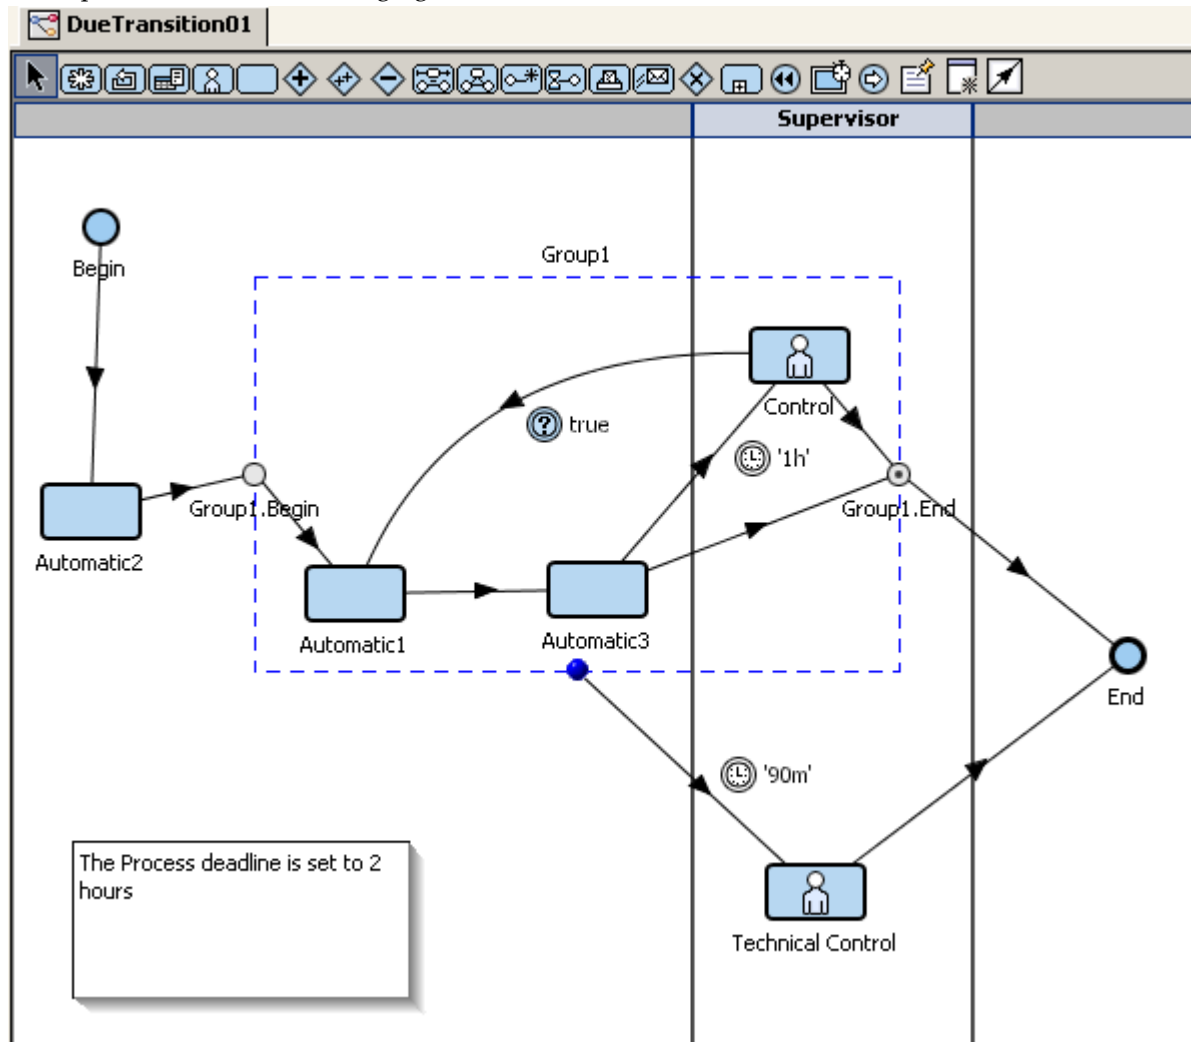 DueTransition01
Supervisor
Begin
Group1
Control
true
'1h'
Group1.Begin
Group1.End
Automatic2
Automatic1
Automatic3
End
'90m'
The Process deadline is set to 2
hours
Technical Control